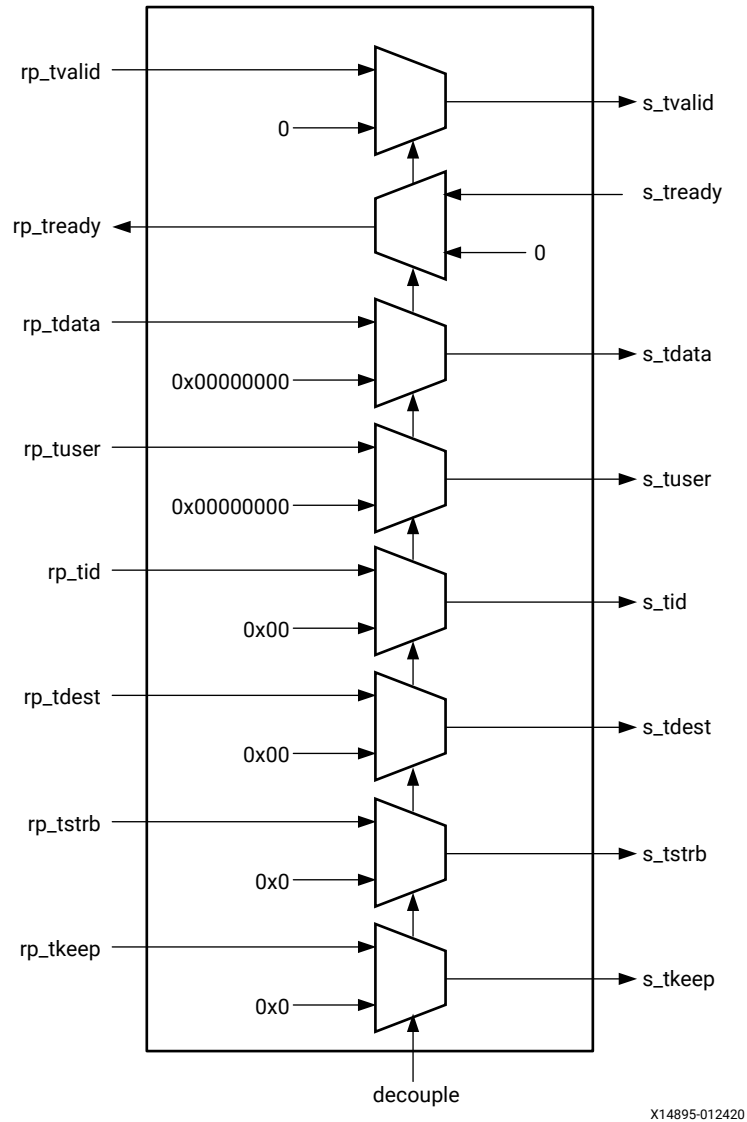 rp_tvalid
s_tvalid
0
s_tready
rp_tready
0
rp_tdata
s_tdata
0x00000000
rp_tuser
s_tuser
0x00000000
rp_tid
s_tid
0x00
rp_tdest
s_tdest
0x00
rp_tstrb
s_tstrb
0x0
rp_tkeep
s_tkeep
0x0
decouple
X14895-012420